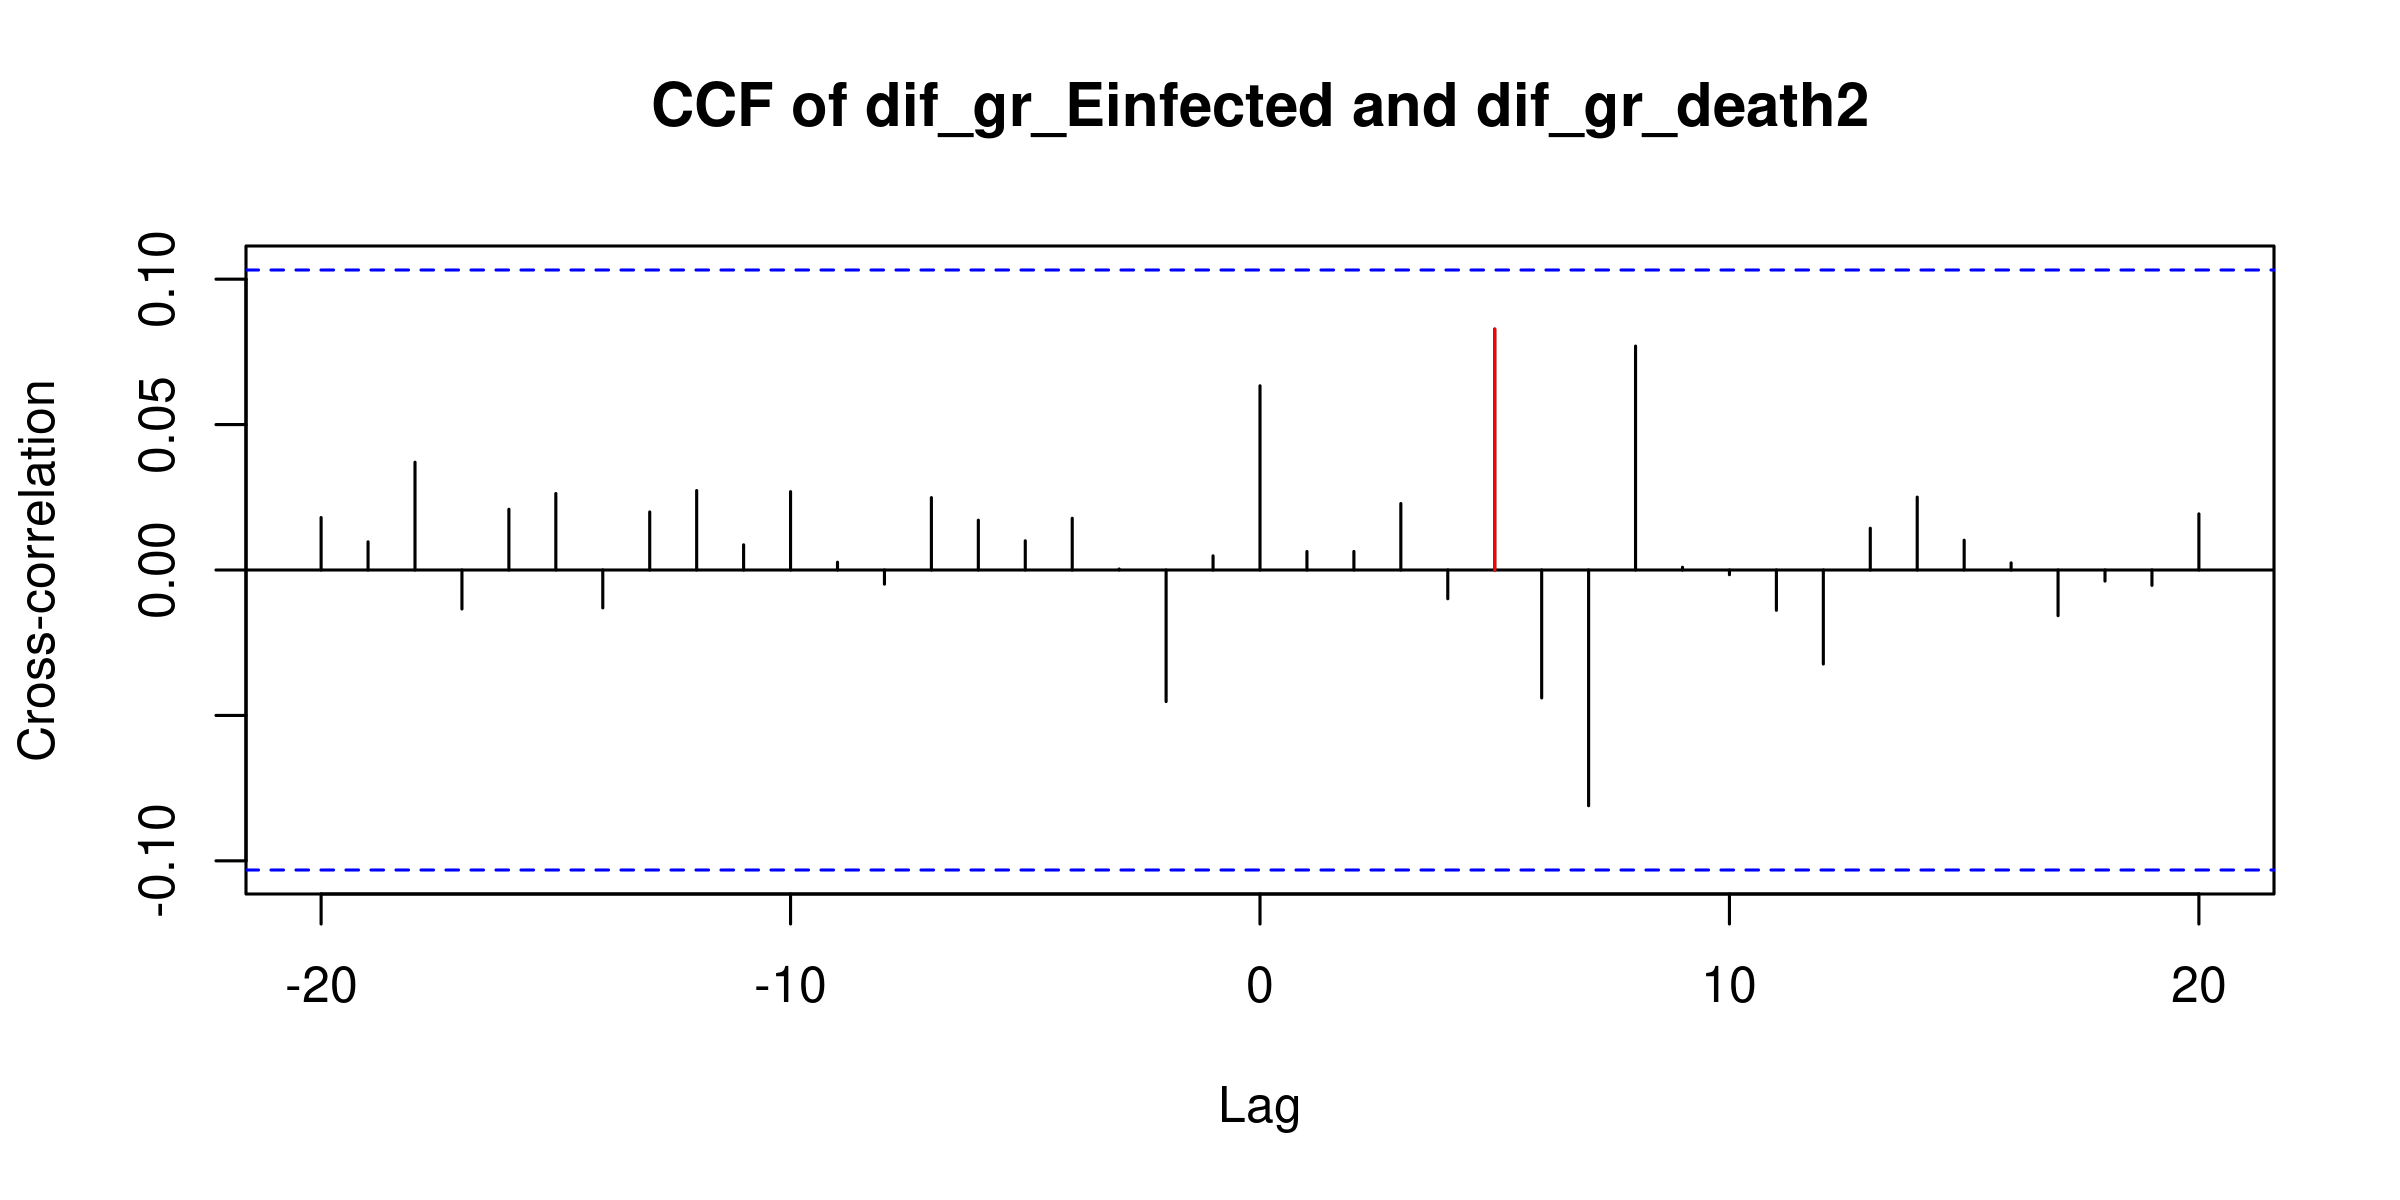 CCF of dif_gr_Einfected and dif_gr_death2
Cross-correlation
0.10
0.05
0.00
-0.10
-20 -10 0 10 20
Lag